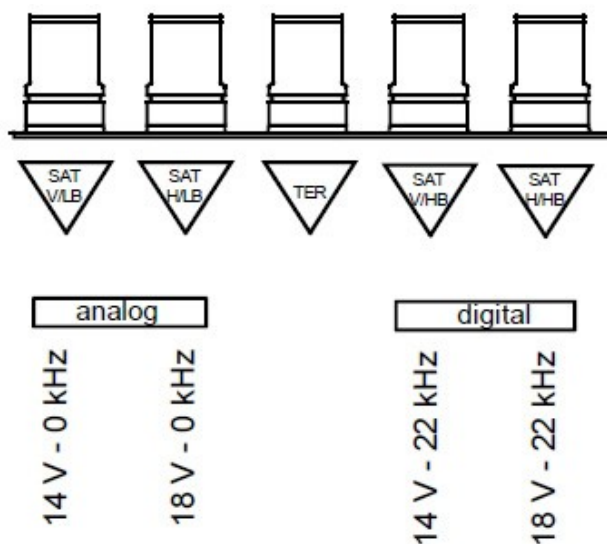 SAT
V/LB
SAT
H/LB
TER
SAT
V/HB
SAT
H/HB
analog
digital
14 V - 0 kHz
18 V - 0 kHz
14 V - 22 kHz
18 V - 22 kHz